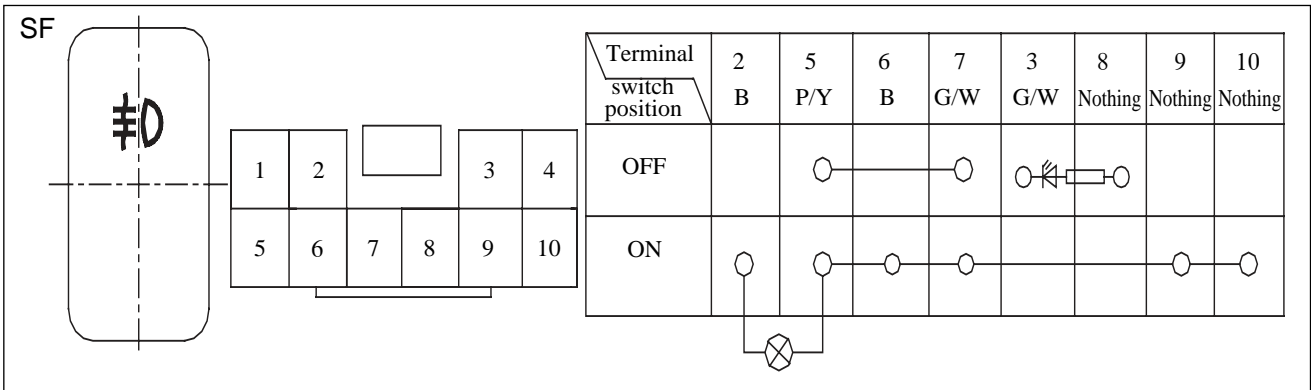 SF
1 2 3 4
5 6 7 8 9 10
Terminal
switch
position
2 5 6 7 3 8 9 10
B P/Y B G/W G/W Nothing Nothing Nothing
OFF
ON